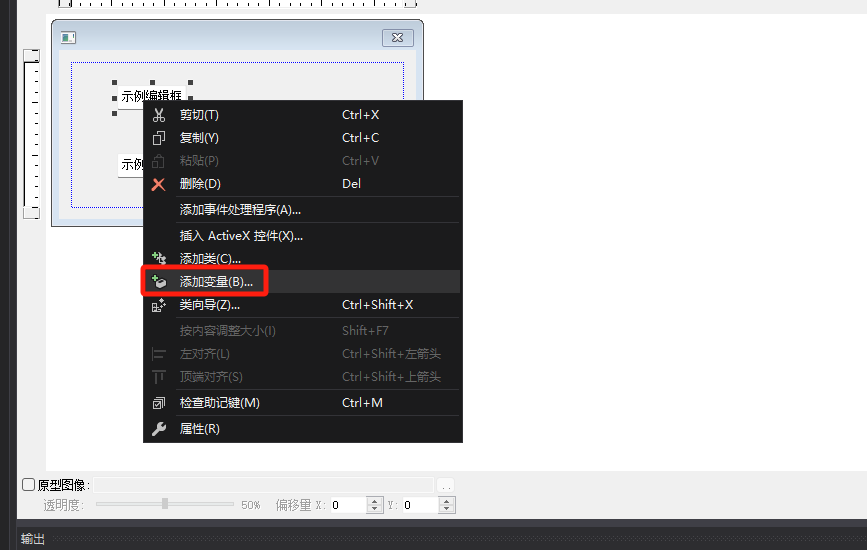 示例编辑框
示例
剪切(T) Ctrl+X
复制(Y) Ctrl+C
粘贴(P) Ctrl+V
删除(D) Del
添加事件处理程序(A)...
插入 ActiveX 控件(X)...
添加类(C)...
添加变量(B)...
类向导(Z)... Ctrl+Shift+X
按内容调整大小(I) Shift+F7
左对齐(L) Ctrl+Shift+左箭头
顶端对齐(S) Ctrl+Shift+上箭头
检查助记键(M) Ctrl+M
属性(R)
原型图像: ..
透明度: 50% 偏移量 X: 0 Y: 0
输出